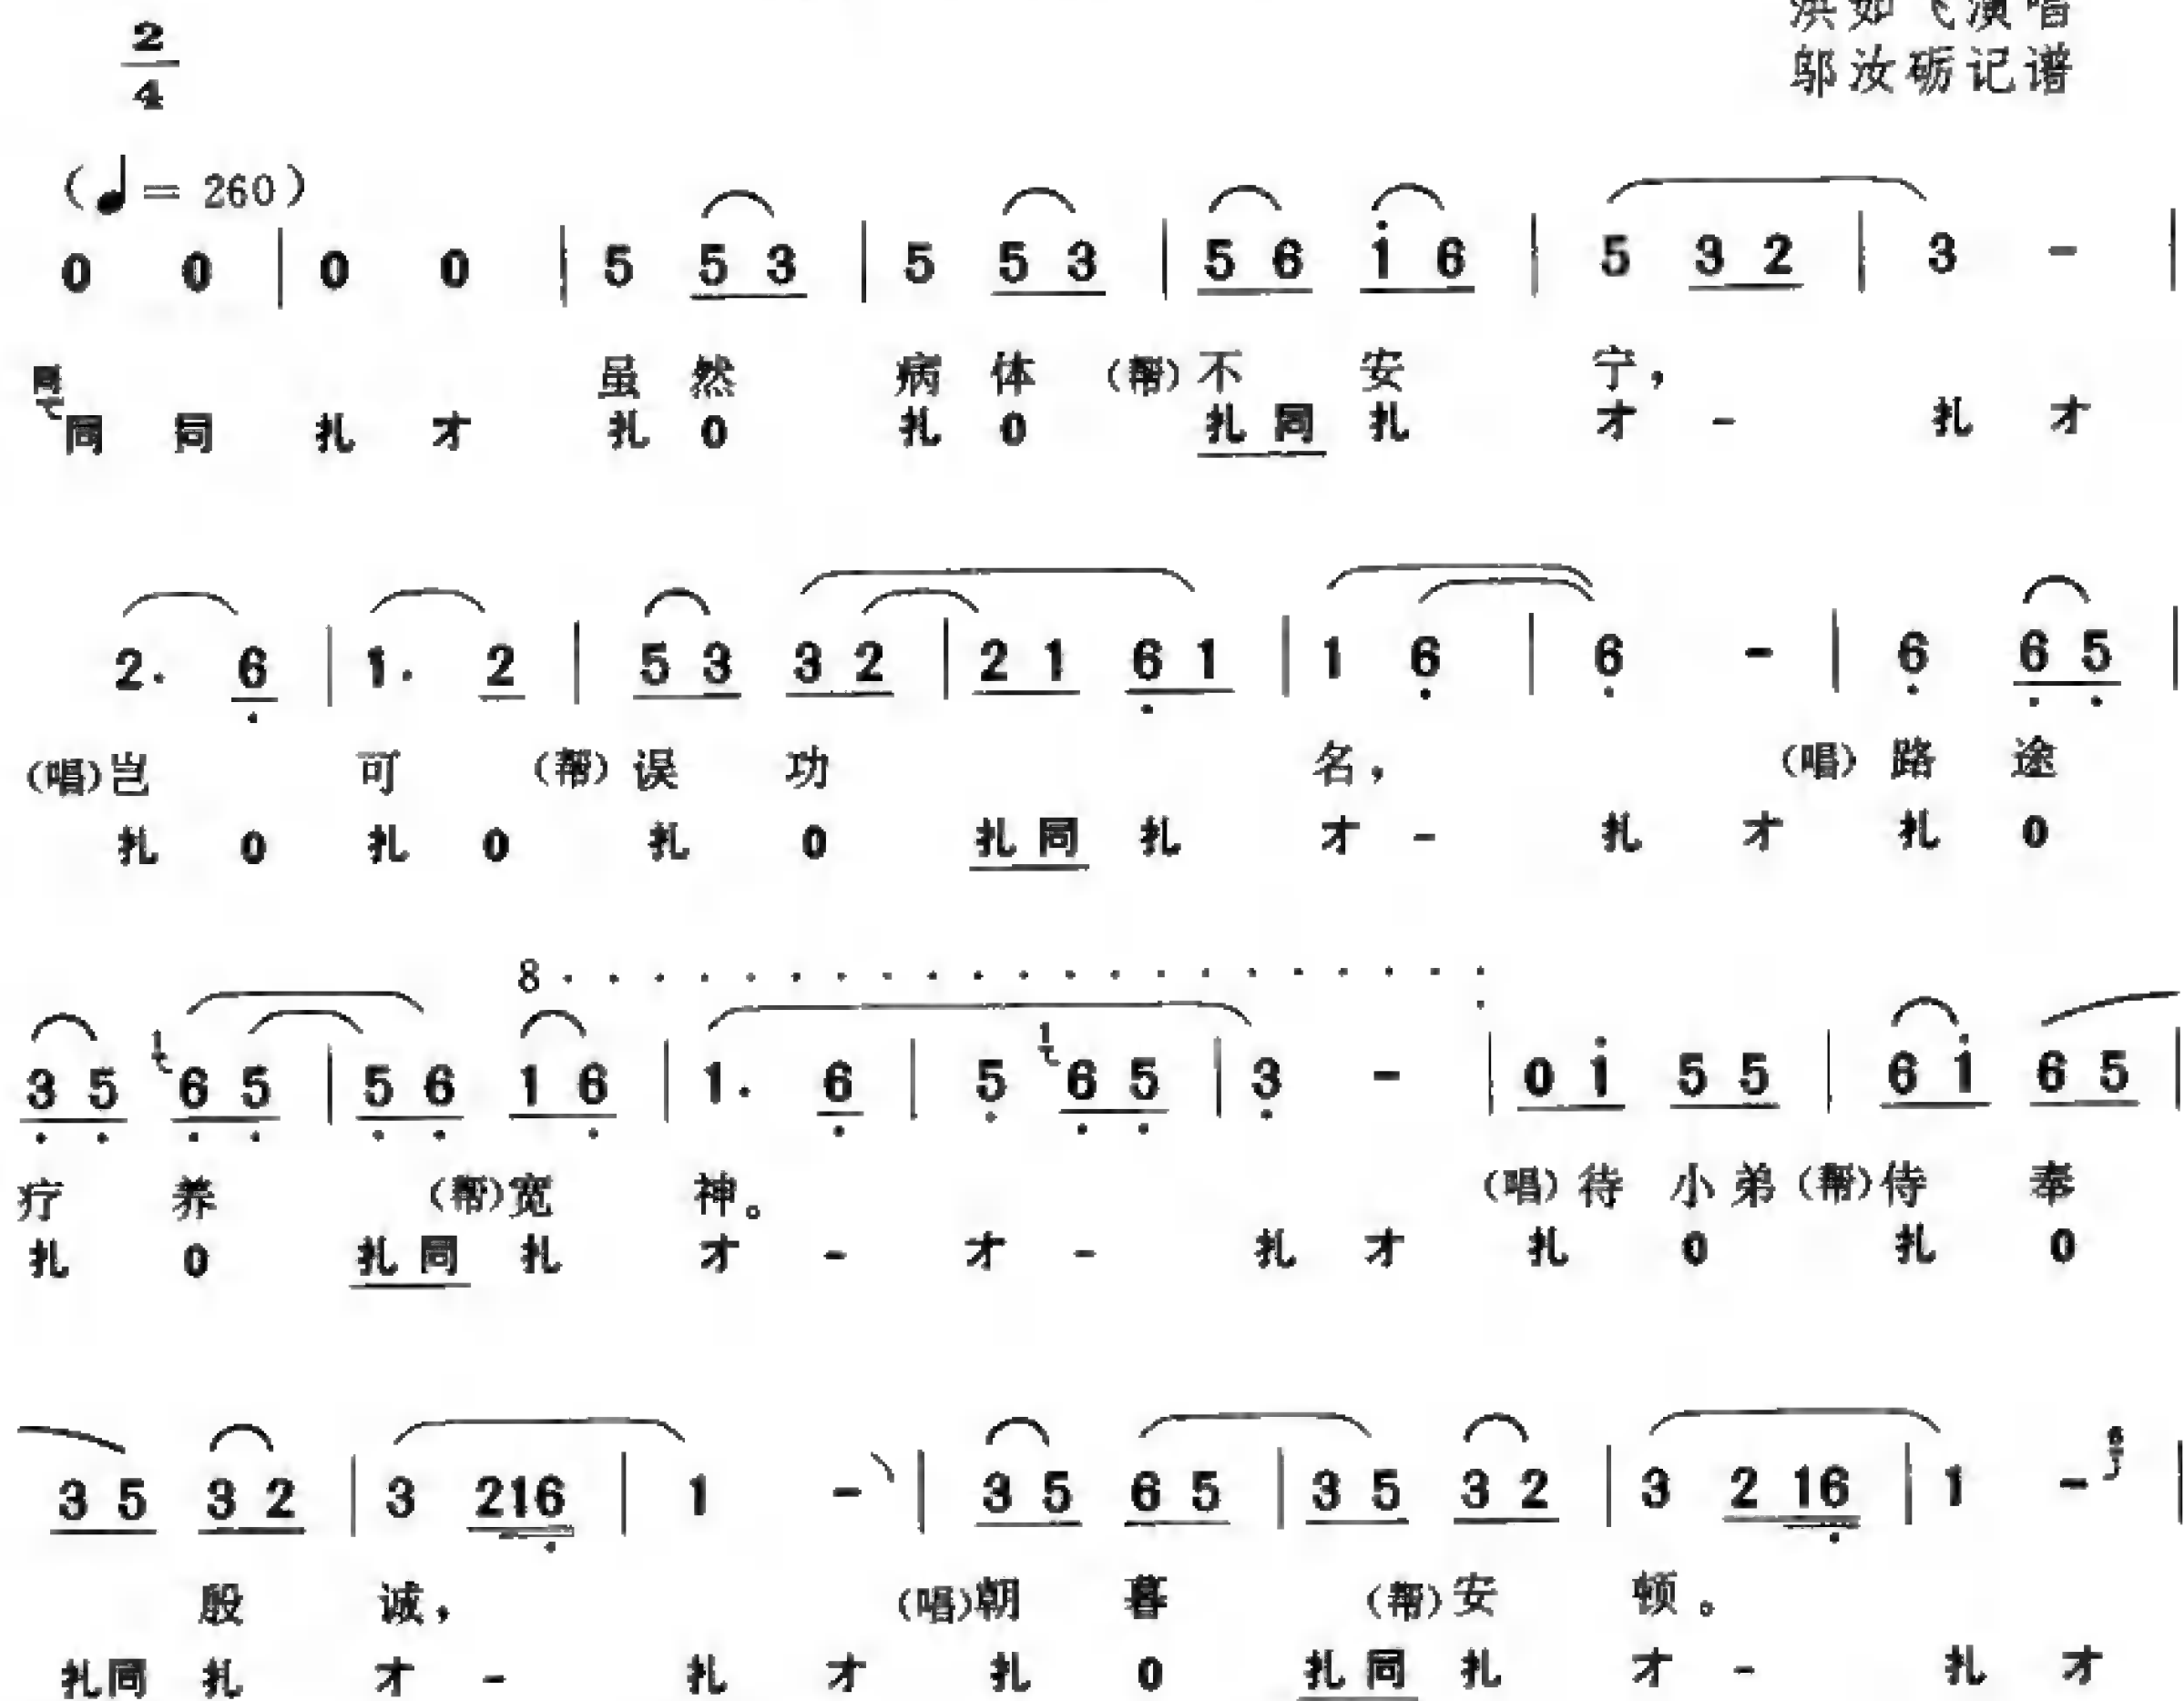 2
4
洪如飞演唱
邬汝砺记谱
(♩= 260)
0 0 | 0 0 | 5 5 3 | 5 5 3 | 5 6 i 6 | 5 3 2 | 3 - |
虽 然 病 体 (帮)不 安 宁,
同 同 同 扎 才 扎 0 扎 0 扎 同 扎 才 - 扎 才
2. 6 | 1. 2 | 5 3 3 2 | 2 1 6 1 | 1 6 | 6 - | 6 6 5 |
(唱)岂 可 (帮)误 功 名, (唱)路 途
扎 0 扎 0 扎 0 扎 同 扎 才 - 扎 才 扎 0
8
3 5 1 6 5 | 5 6 1 6 | 1. 6 | 5 1 6 5 | 3 - | 0 i 5 5 | 6 i 6 5 |
疗 养 (帮)宽 神。 (唱)待 小 弟 (帮)侍 奉
扎 0 扎 同 扎 才 - 才 - 扎 才 扎 0 扎 0
3 5 3 2 | 3 216 | 1 - | 3 5 6 5 | 3 5 3 2 | 3 2 16 | 1 - 6 |
殷 诚, (唱)朝 暮 (帮)安 顿。
扎 同 扎 才 - 扎 才 扎 0 扎 同 扎 才 - 扎 才